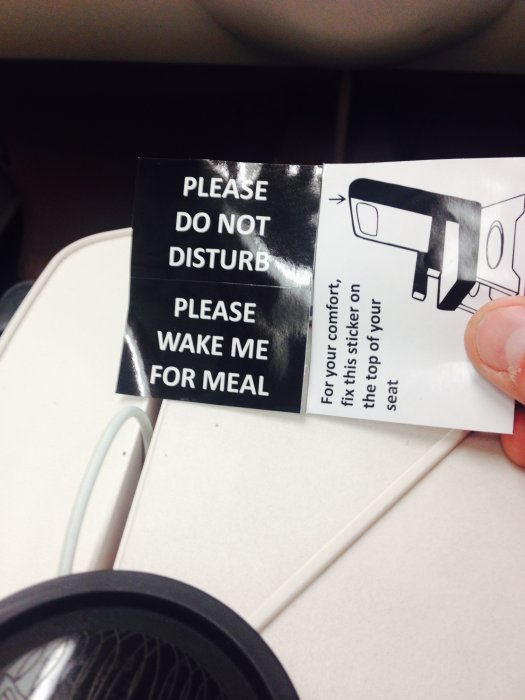 PLEASE
DO NOT
DISTURB
PLEASE
WAKE ME
FOR MEAL
For your comfort,
fix this sticker on
the top of your
seat